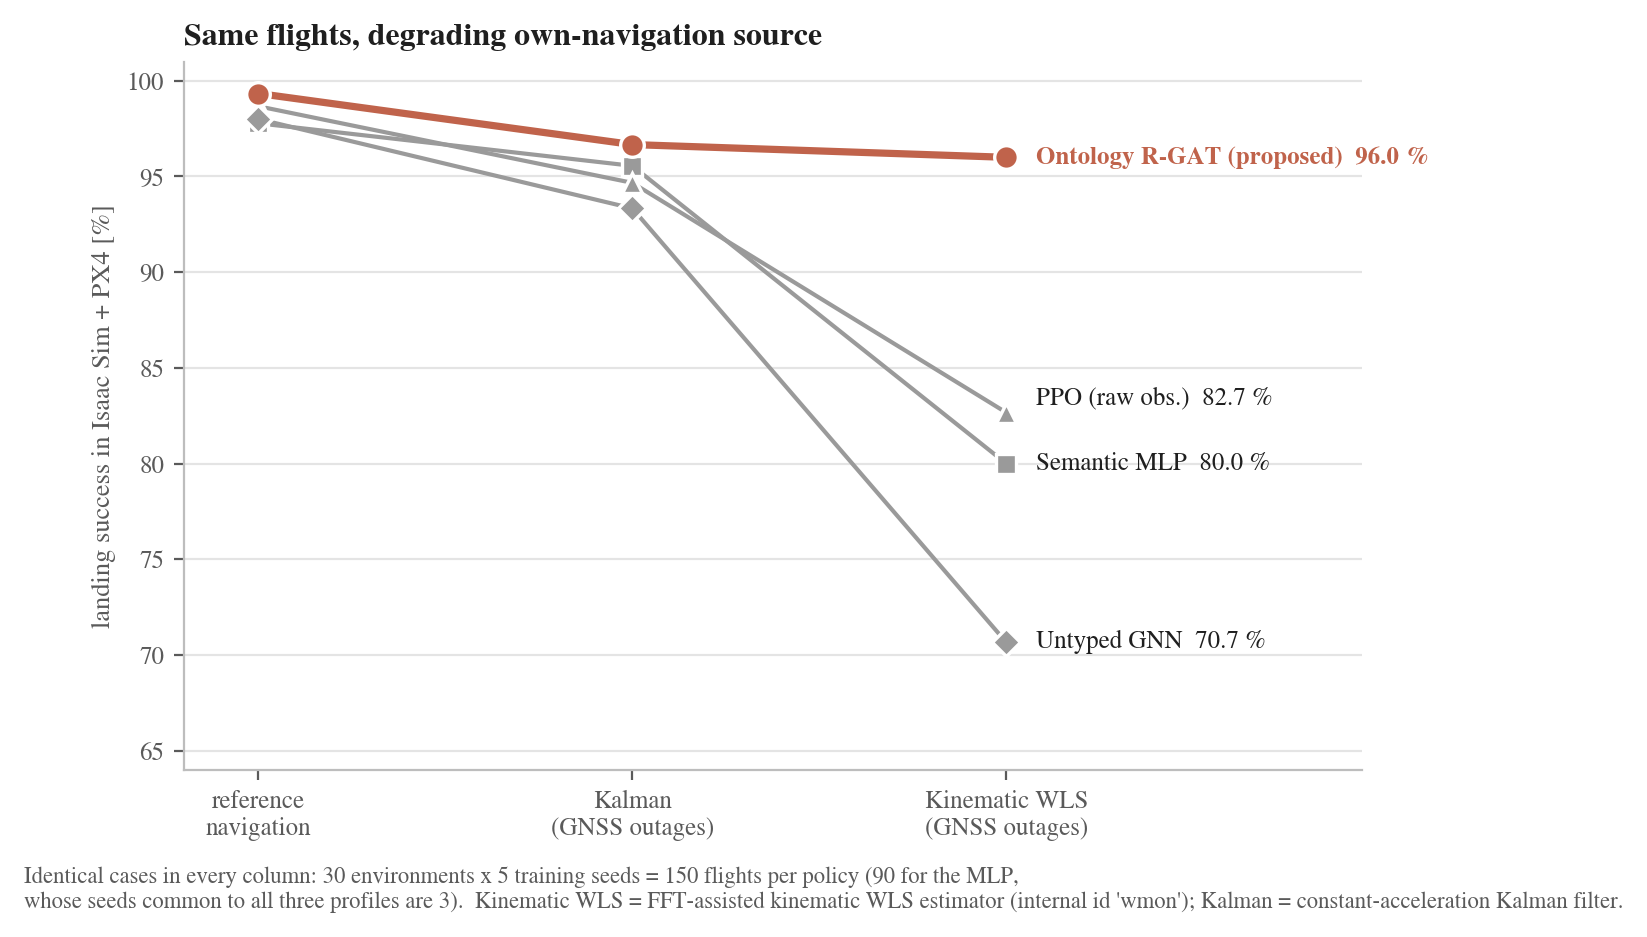 Same flights, degrading own-navigation source
landing success in Isaac Sim + PX4 [%]
100
95
90
85
80
75
70
65
Ontology R-GAT (proposed)  96.0 %
PPO (raw obs.)  82.7 %
Semantic MLP  80.0 %
Untyped GNN  70.7 %
reference
navigation
Kalman
(GNSS outages)
Kinematic WLS
(GNSS outages)
Identical cases in every column: 30 environments x 5 training seeds = 150 flights per policy (90 for the MLP,
whose seeds common to all three profiles are 3).  Kinematic WLS = FFT-assisted kinematic WLS estimator (internal id 'wmon'); Kalman = constant-acceleration Kalman filter.